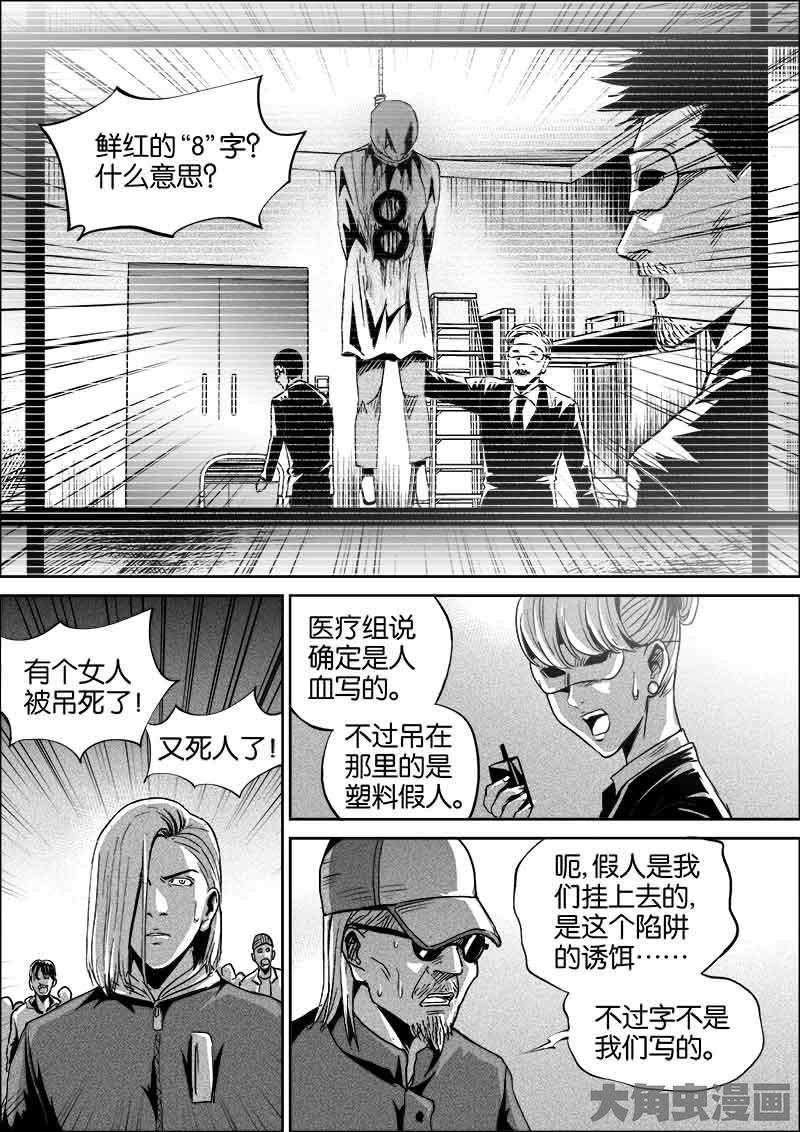 鲜红的“8”字？
什么意思？
8
有个女人
被吊死了！
又死人了！
医疗组说
确定是人
血写的。
不过吊在
那里的是
塑料假人。
呃，假人是我
们挂上去的，
是这个陷阱
的诱饵……
不过字不是
我们写的。
大角虫漫画